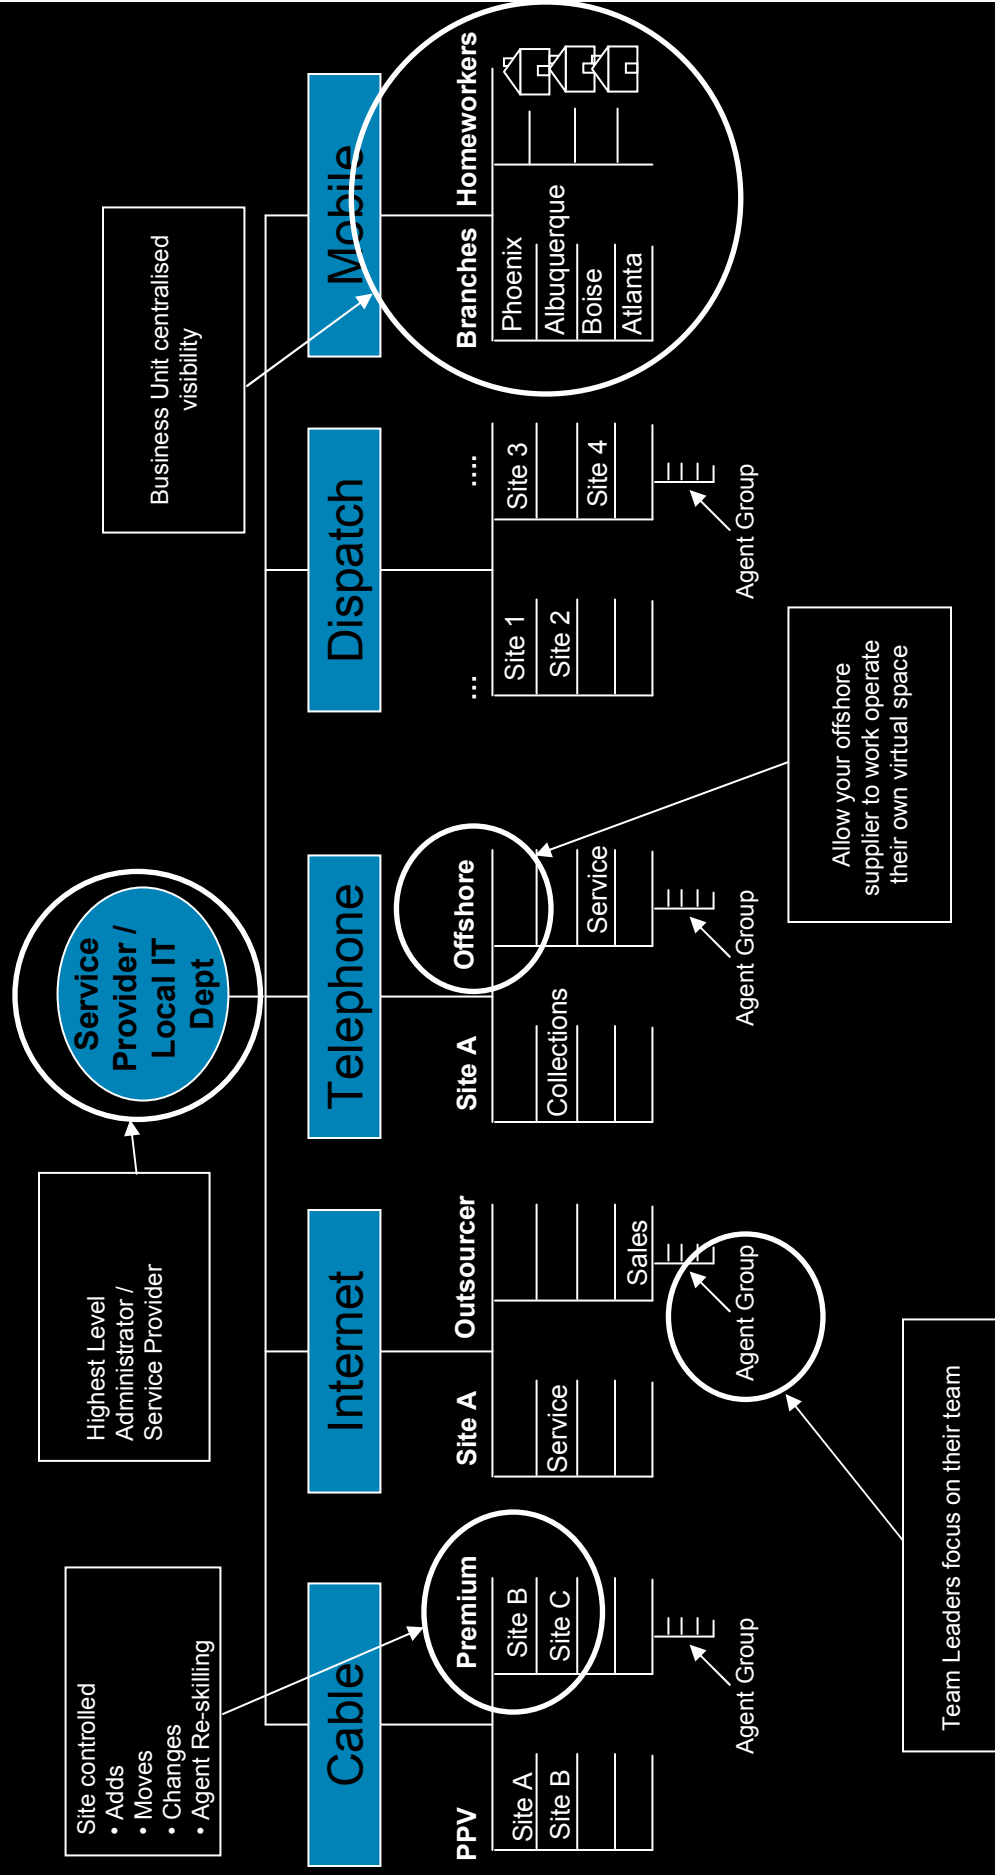 Service
Provider /
Local IT
Dept
Highest Level
Administrator /
Service Provider
Business Unit centralised
visibility
Site controlled
• Adds
• Moves
• Changes
• Agent Re-skilling
Cable
Internet
Telephone
Dispatch
Mobile
PPV
Premium
Site A
Site B
Site B
Site C
Agent Group
Site A
Outsourcer
Service
Sales
Agent Group
Site A
Offshore
Collections
Service
Agent Group
...
....
Site 1
Site 2
Site 3
Site 4
Agent Group
Branches
Homeworkers
Phoenix
Albuquerque
Boise
Atlanta
Team Leaders focus on their team
Allow your offshore
supplier to work operate
their own virtual space